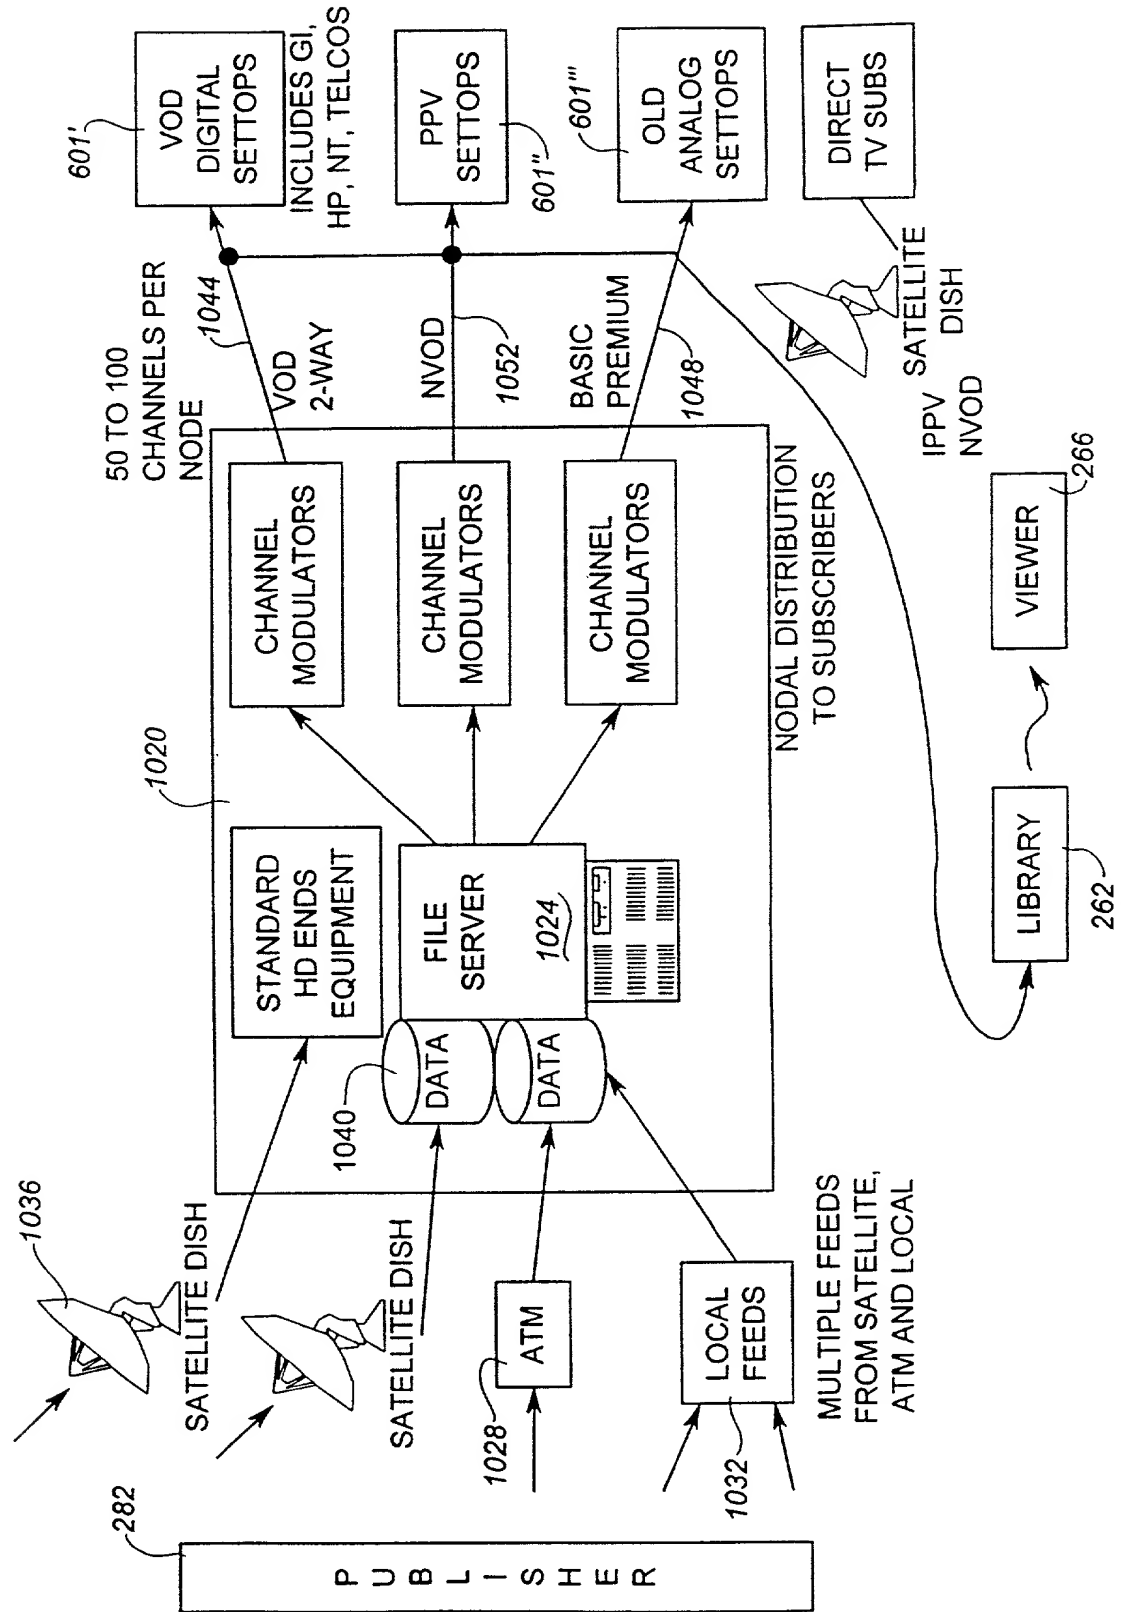 282
PUBLISHER
1036
SATELLITE DISH
SATELLITE DISH
1028
ATM
1032
LOCAL
FEEDS
MULTIPLE FEEDS
FROM SATELLITE,
ATM AND LOCAL
1020
STANDARD
HD ENDS
EQUIPMENT
1040
DATA
DATA
FILE
SERVER
1024
CHANNEL
MODULATORS
CHANNEL
MODULATORS
CHANNEL
MODULATORS
NODAL DISTRIBUTION
TO SUBSCRIBERS
50 TO 100
CHANNELS PER
NODE
1044
VOD
2-WAY
NVOD
1052
BASIC
PREMIUM
1048
601'
VOD
DIGITAL
SETTOPS
INCLUDES GI,
HP, NT, TELCOS
PPV
SETTOPS
601"
601"'
OLD
ANALOG
SETTOPS
DIRECT
TV SUBS
SATELLITE
DISH
IPPV
NVOD
LIBRARY
262
VIEWER
266